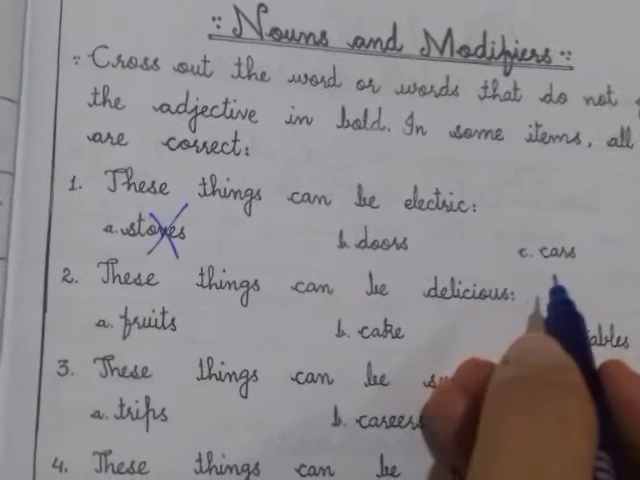 :: Nouns and Modifiers ::
:: Cross out the word or words that do not
the adjective in bold. In some items, all
are correct:
1. These things can be electric:
a. stoves b. doors c. cars
2. These things can be delicious:
a. fruits b. cake
3. These things can be
a. trips b. careers
4. These things can be